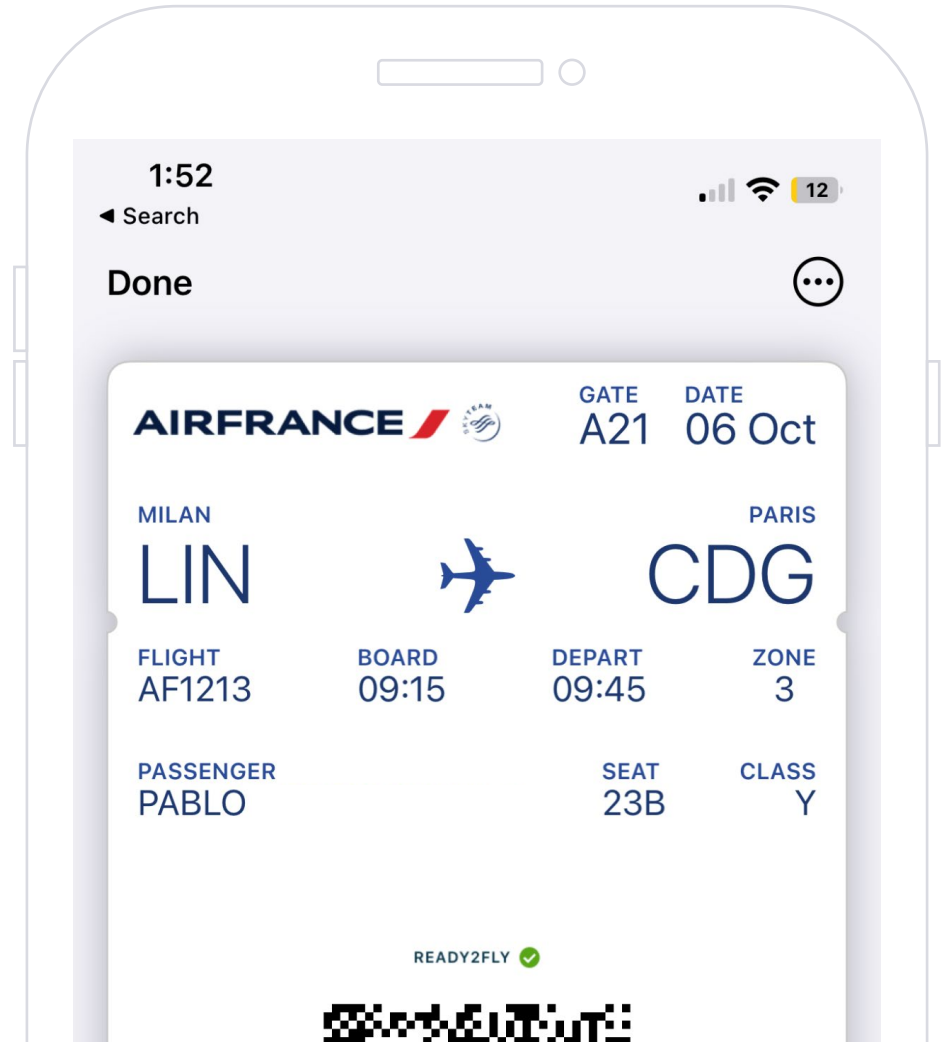 1:52
12
◀ Search
Done
AIRFRANCE SKYTEAM
GATE DATE
A21 06 Oct
MILAN PARIS
LIN CDG
FLIGHT BOARD DEPART ZONE
AF1213 09:15 09:45 3
PASSENGER SEAT CLASS
PABLO 23B Y
READY2FLY